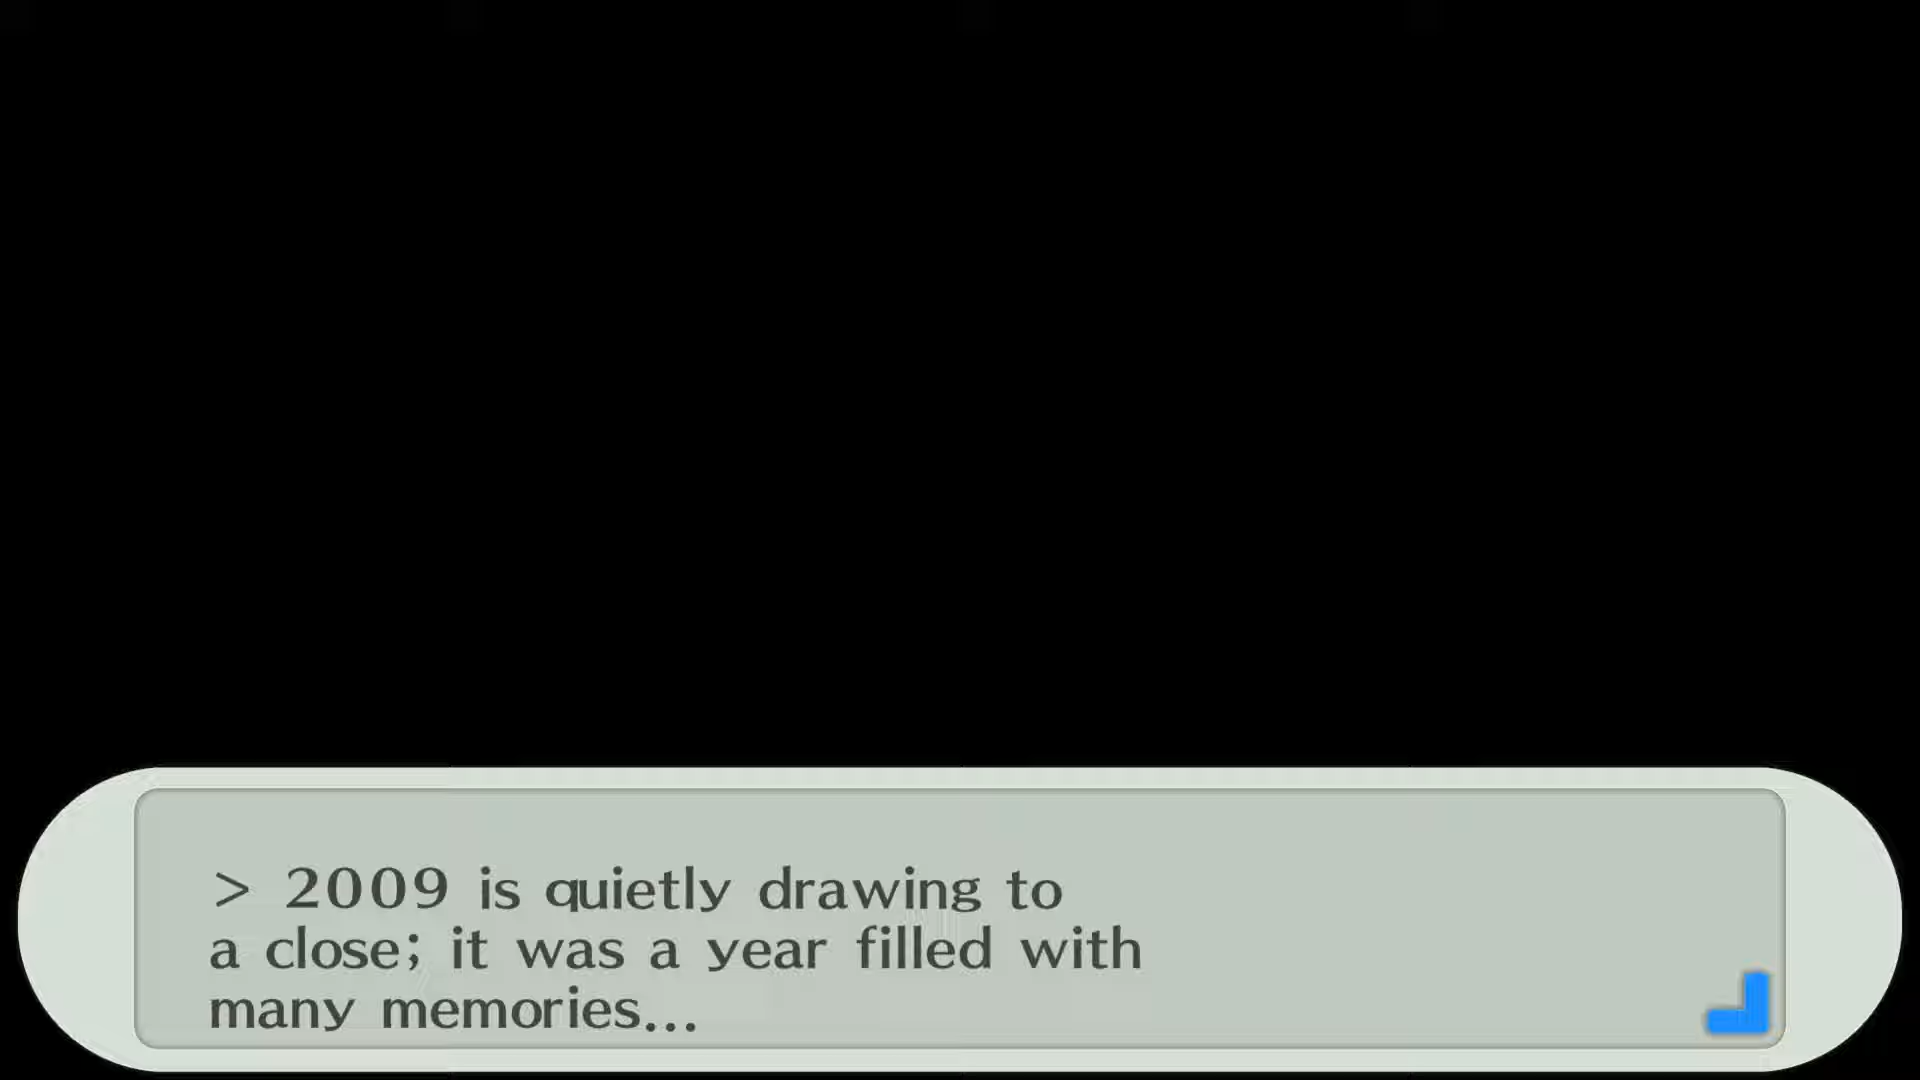 > 2009 is quietly drawing to
a close; it was a year filled with
many memories...